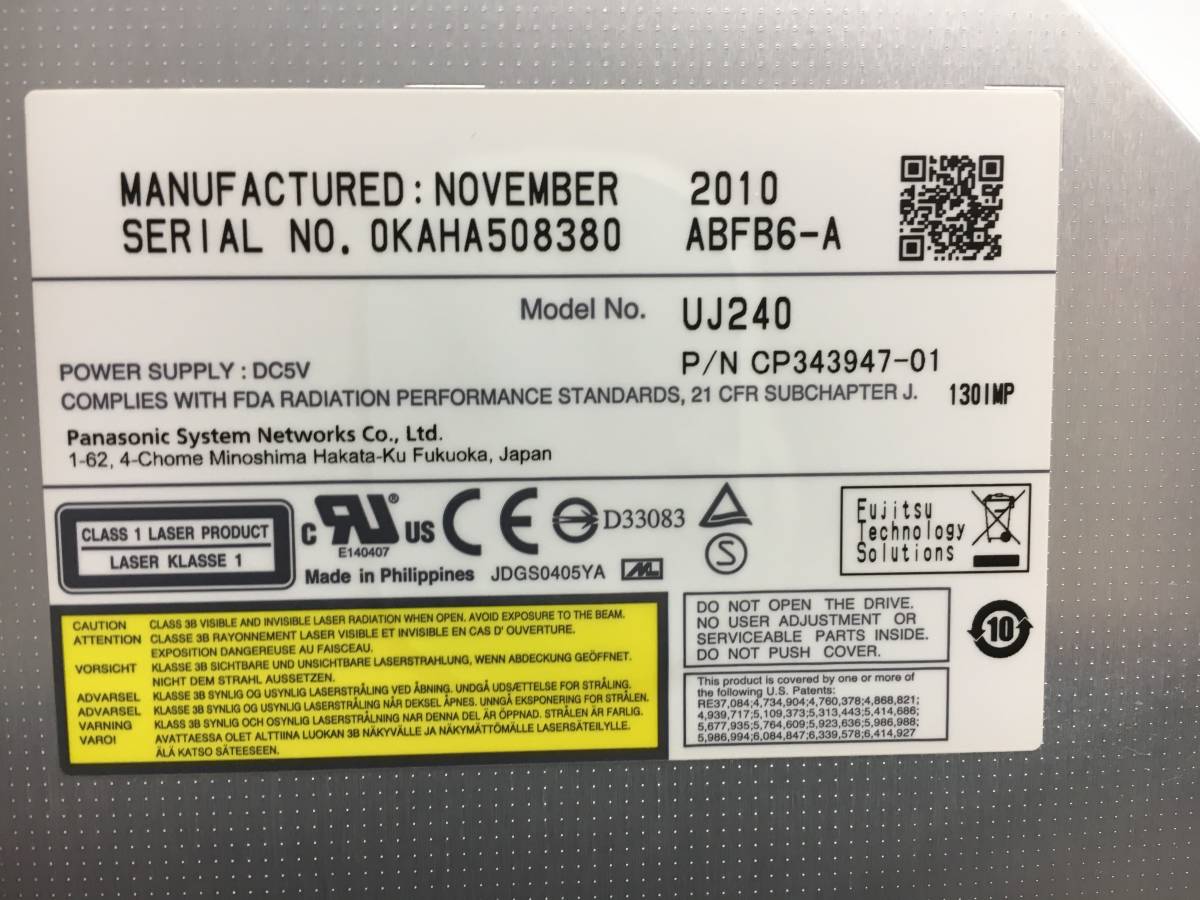 MANUFACTURED: NOVEMBER 2010
SERIAL NO. 0KAHA508380 ABFB6-A
Model No. UJ240
P/N CP343947-01
POWER SUPPLY : DC5V
COMPLIES WITH FDA RADIATION PERFORMANCE STANDARDS, 21 CFR SUBCHAPTER J. 1301MP
Panasonic System Networks Co., Ltd.
1-62, 4-Chome Minoshima Hakata-Ku Fukuoka, Japan
CLASS 1 LASER PRODUCT
LASER KLASSE 1
C RU® US CE D33083
E140407
Made in Philippines JDGS0405YA
S
Fujitsu
Technology
Solutions
CAUTION CLASS 3B VISIBLE AND INVISIBLE LASER RADIATION WHEN OPEN. AVOID EXPOSURE TO THE BEAM.
ATTENTION CLASSE 3B RAYONNEMENT LASER VISIBLE ET INVISIBLE EN CAS D' OUVERTURE.
EXPOSITION DANGEREUSE AU FAISCEAU.
VORSICHT KLASSE 3B SICHTBARE UND UNSICHTBARE LASERSTRAHLUNG, WENN ABDECKUNG GEÖFFNET.
NICHT DEM STRAHL AUSSETZEN.
ADVARSEL KLASSE 3B SYNLIG OG USYNLIG LASERSTRÅLING VED ÅBNING. UNDGÅ UDSÆTTELSE FOR STRÅLING.
ADVARSEL KLASSE 3B SYNLIG OG USYNLIG LASERSTRÅLING NÅR DEKSEL ÅPNES. UNNGÅ EKSPONERING FOR STRÅLEN.
VARNING KLASS 3B SYNLIG OCH OSYNLIG LASERSTRÅLNING NÄR DENNA DEL ÄR ÖPPNAD. STRÅLEN ÄR FARLIG.
VARO! AVATTAESSA OLET ALTTIINA LUOKAN 3B NÄKYVÄLLE JA NÄKYMÄTTÖMÄLLE LASERSÄTEILYLLE.
ÄLÄ KATSO SÄTEESEEN.
DO NOT OPEN THE DRIVE.
NO USER ADJUSTMENT OR
SERVICEABLE PARTS INSIDE.
DO NOT PUSH COVER.
10
This product is covered by one or more of
the following U.S. Patents:
RE37,084;4,734,904;4,760,378;4,868,821;
4,939,717;5,109,373;5,313,443;5,414,686;
5,677,935;5,764,609;5,923,636;5,986,988;
5,986,994;6,084,847;6,339,578;6,414,927